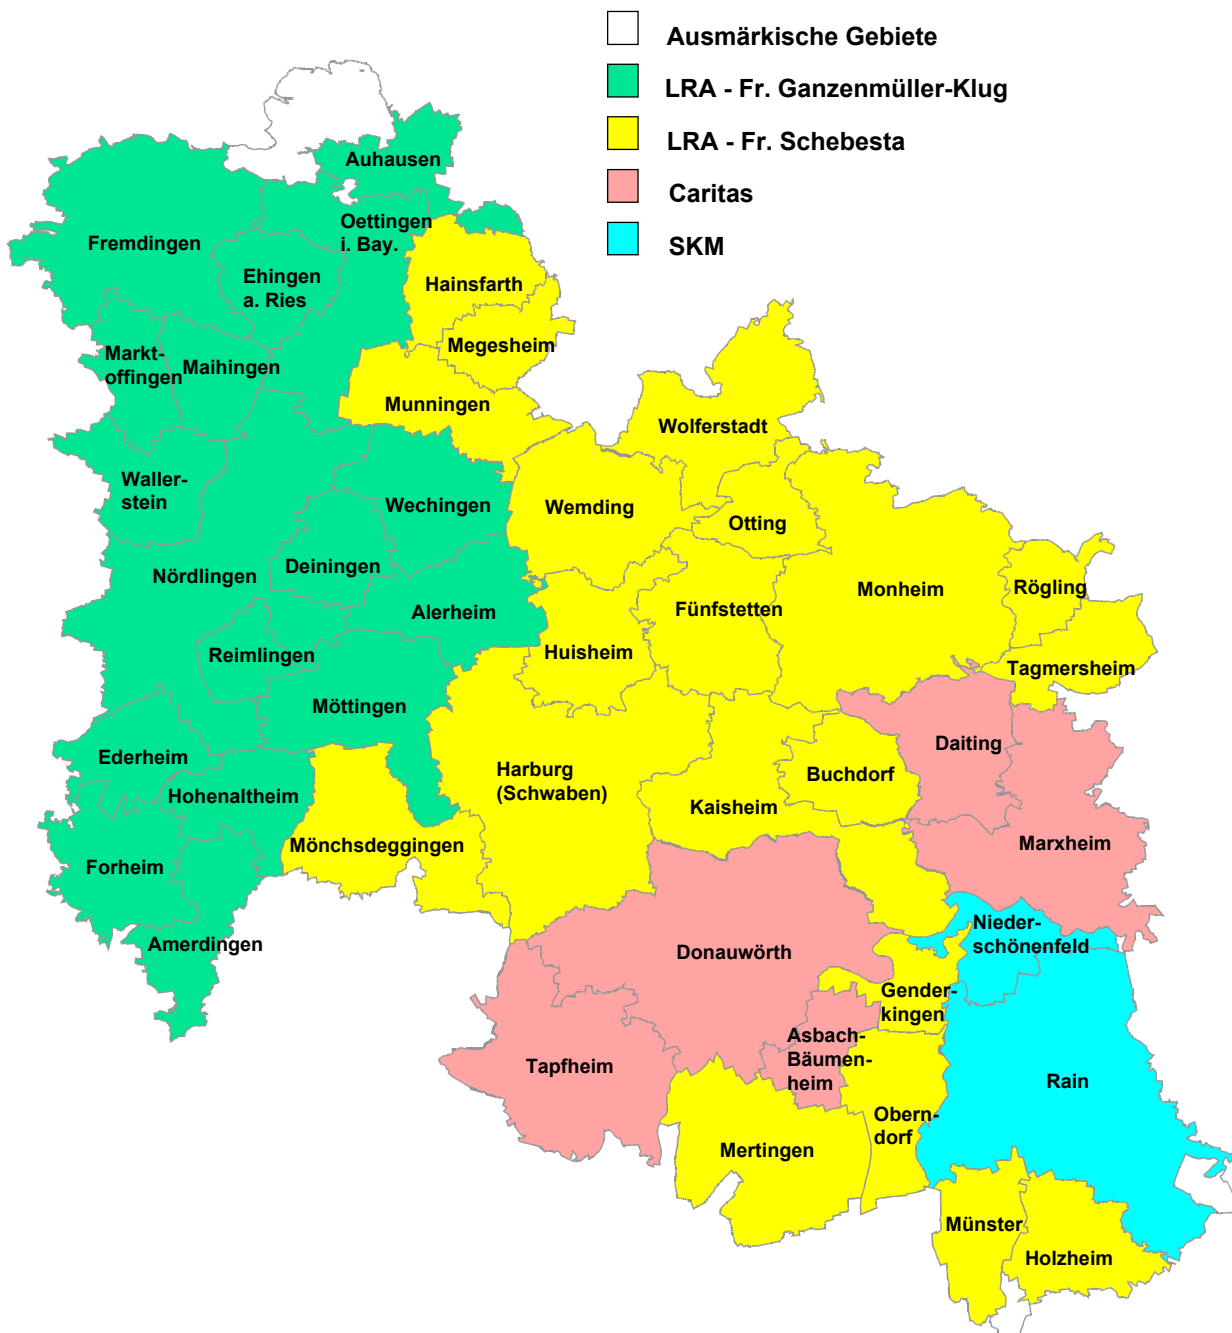 Ausmärkische Gebiete
LRA - Fr. Ganzenmüller-Klug
LRA - Fr. Schebesta
Caritas
SKM
Auhausen
Oettingen
i. Bay.
Fremdingen
Ehingen
a. Ries
Hainsfarth
Megesheim
Markt-
offingen
Maihingen
Munningen
Wolferstadt
Waller-
stein
Wechingen
Wemding
Otting
Nördlingen
Deiningen
Alerheim
Fünfstetten
Monheim
Rögling
Reimlingen
Huisheim
Tagmersheim
Möttingen
Ederheim
Hohenaltheim
Harburg
(Schwaben)
Kaisheim
Buchdorf
Daiting
Marxheim
Mönchsdeggingen
Forheim
Amerdingen
Donauwörth
Nieder-
schönenfeld
Gender-
kingen
Asbach-
Bäumen-
heim
Tapfheim
Rain
Obern-
dorf
Mertingen
Münster
Holzheim